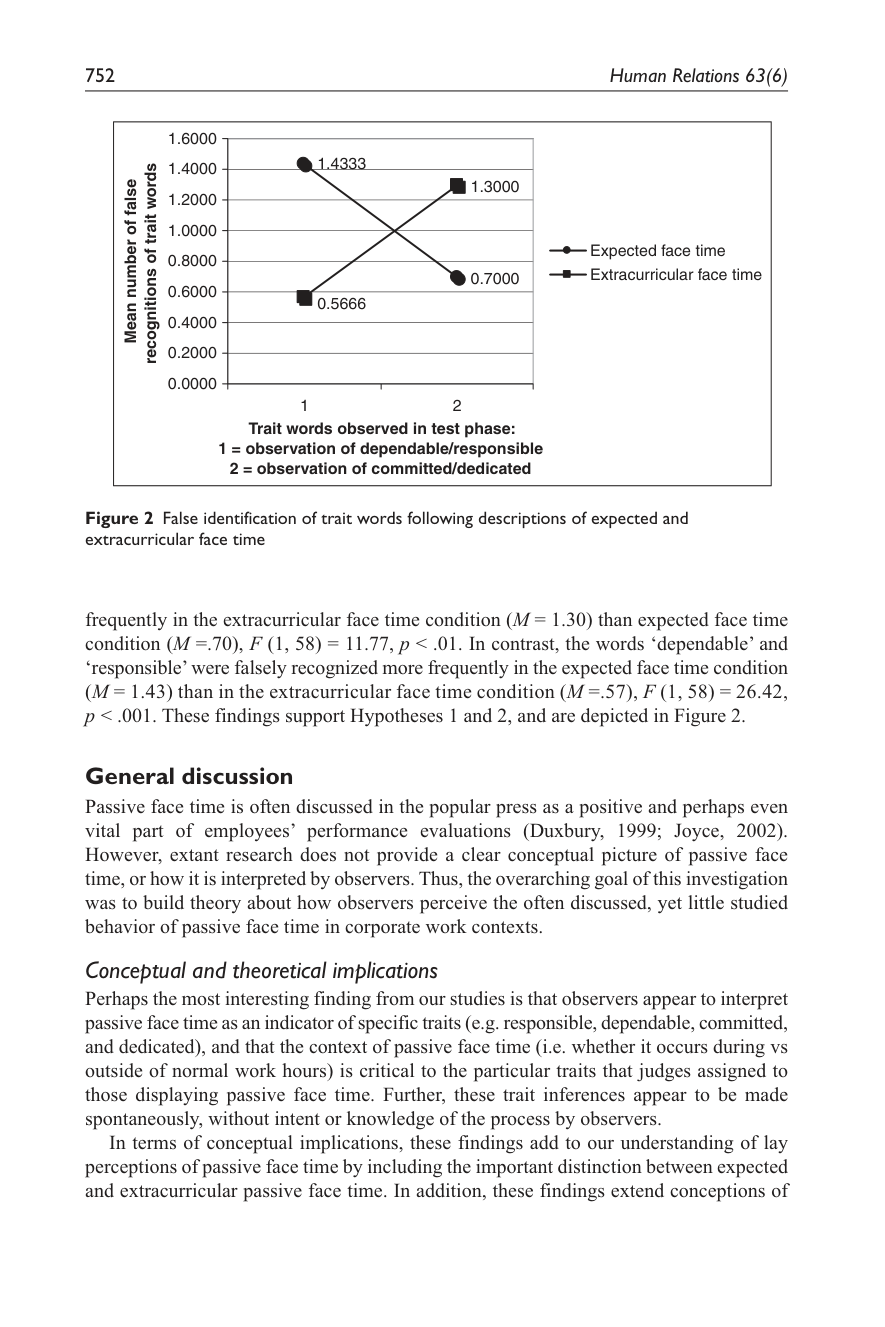 752
Human Relations 63(6)
1.6000
1.4000
1.2000
1.0000
0.8000
0.6000
0.4000
0.2000
0.0000
Mean number of false
recognitions of trait words
1.4333
1.3000
0.7000
0.5666
Expected face time
Extracurricular face time
1
2
Trait words observed in test phase:
1 = observation of dependable/responsible
2 = observation of committed/dedicated
Figure 2 False identification of trait words following descriptions of expected and
extracurricular face time
frequently in the extracurricular face time condition (M = 1.30) than expected face time
condition (M =.70), F (1, 58) = 11.77, p < .01. In contrast, the words ‘dependable’ and
‘responsible’ were falsely recognized more frequently in the expected face time condition
(M = 1.43) than in the extracurricular face time condition (M =.57), F (1, 58) = 26.42,
p < .001. These findings support Hypotheses 1 and 2, and are depicted in Figure 2.
General discussion
Passive face time is often discussed in the popular press as a positive and perhaps even
vital part of employees’ performance evaluations (Duxbury, 1999; Joyce, 2002).
However, extant research does not provide a clear conceptual picture of passive face
time, or how it is interpreted by observers. Thus, the overarching goal of this investigation
was to build theory about how observers perceive the often discussed, yet little studied
behavior of passive face time in corporate work contexts.
Conceptual and theoretical implications
Perhaps the most interesting finding from our studies is that observers appear to interpret
passive face time as an indicator of specific traits (e.g. responsible, dependable, committed,
and dedicated), and that the context of passive face time (i.e. whether it occurs during vs
outside of normal work hours) is critical to the particular traits that judges assigned to
those displaying passive face time. Further, these trait inferences appear to be made
spontaneously, without intent or knowledge of the process by observers.
In terms of conceptual implications, these findings add to our understanding of lay
perceptions of passive face time by including the important distinction between expected
and extracurricular passive face time. In addition, these findings extend conceptions of